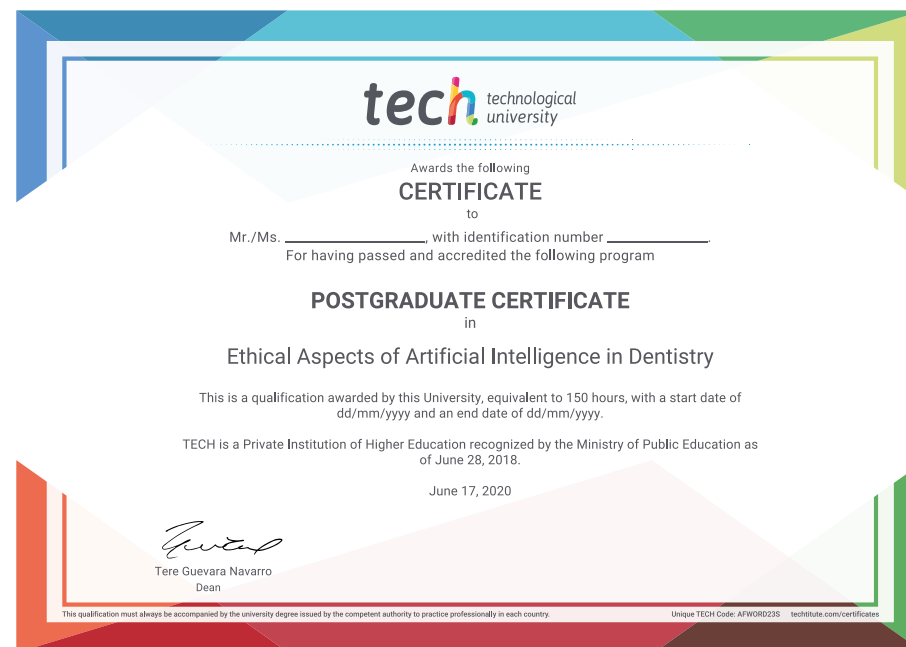 tech technological
university
Awards the following
CERTIFICATE
to
Mr./Ms. ____________________, with identification number ______________.
For having passed and accredited the following program
POSTGRADUATE CERTIFICATE
in
Ethical Aspects of Artificial Intelligence in Dentistry
This is a qualification awarded by this University, equivalent to 150 hours, with a start date of
dd/mm/yyyy and an end date of dd/mm/yyyy.
TECH is a Private Institution of Higher Education recognized by the Ministry of Public Education as
of June 28, 2018.
June 17, 2020
Tere Guevara Navarro
Dean
This qualification must always be accompanied by the university degree issued by the competent authority to practice professionally in each country. Unique TECH Code: AFWORD23S techtitute.com/certificates